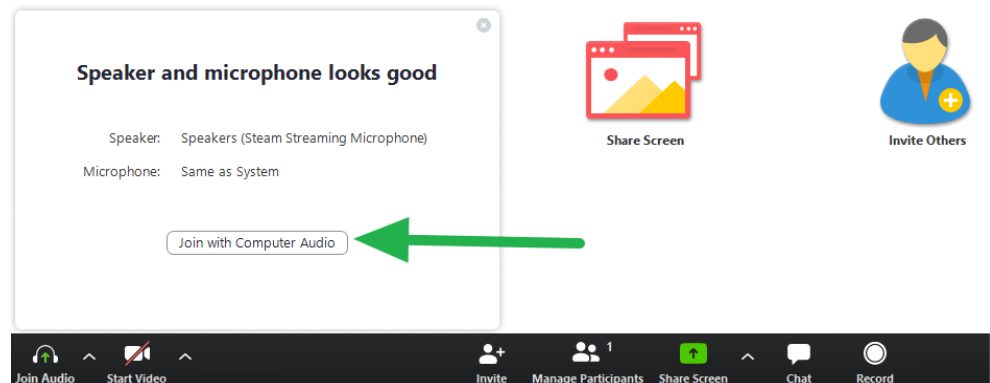 Speaker and microphone looks good
Speaker: Speakers (Steam Streaming Microphone)
Microphone: Same as System
Join with Computer Audio
Share Screen
Invite Others
Join Audio
Start Video
Invite
Manage Participants
1
Share Screen
Chat
Record